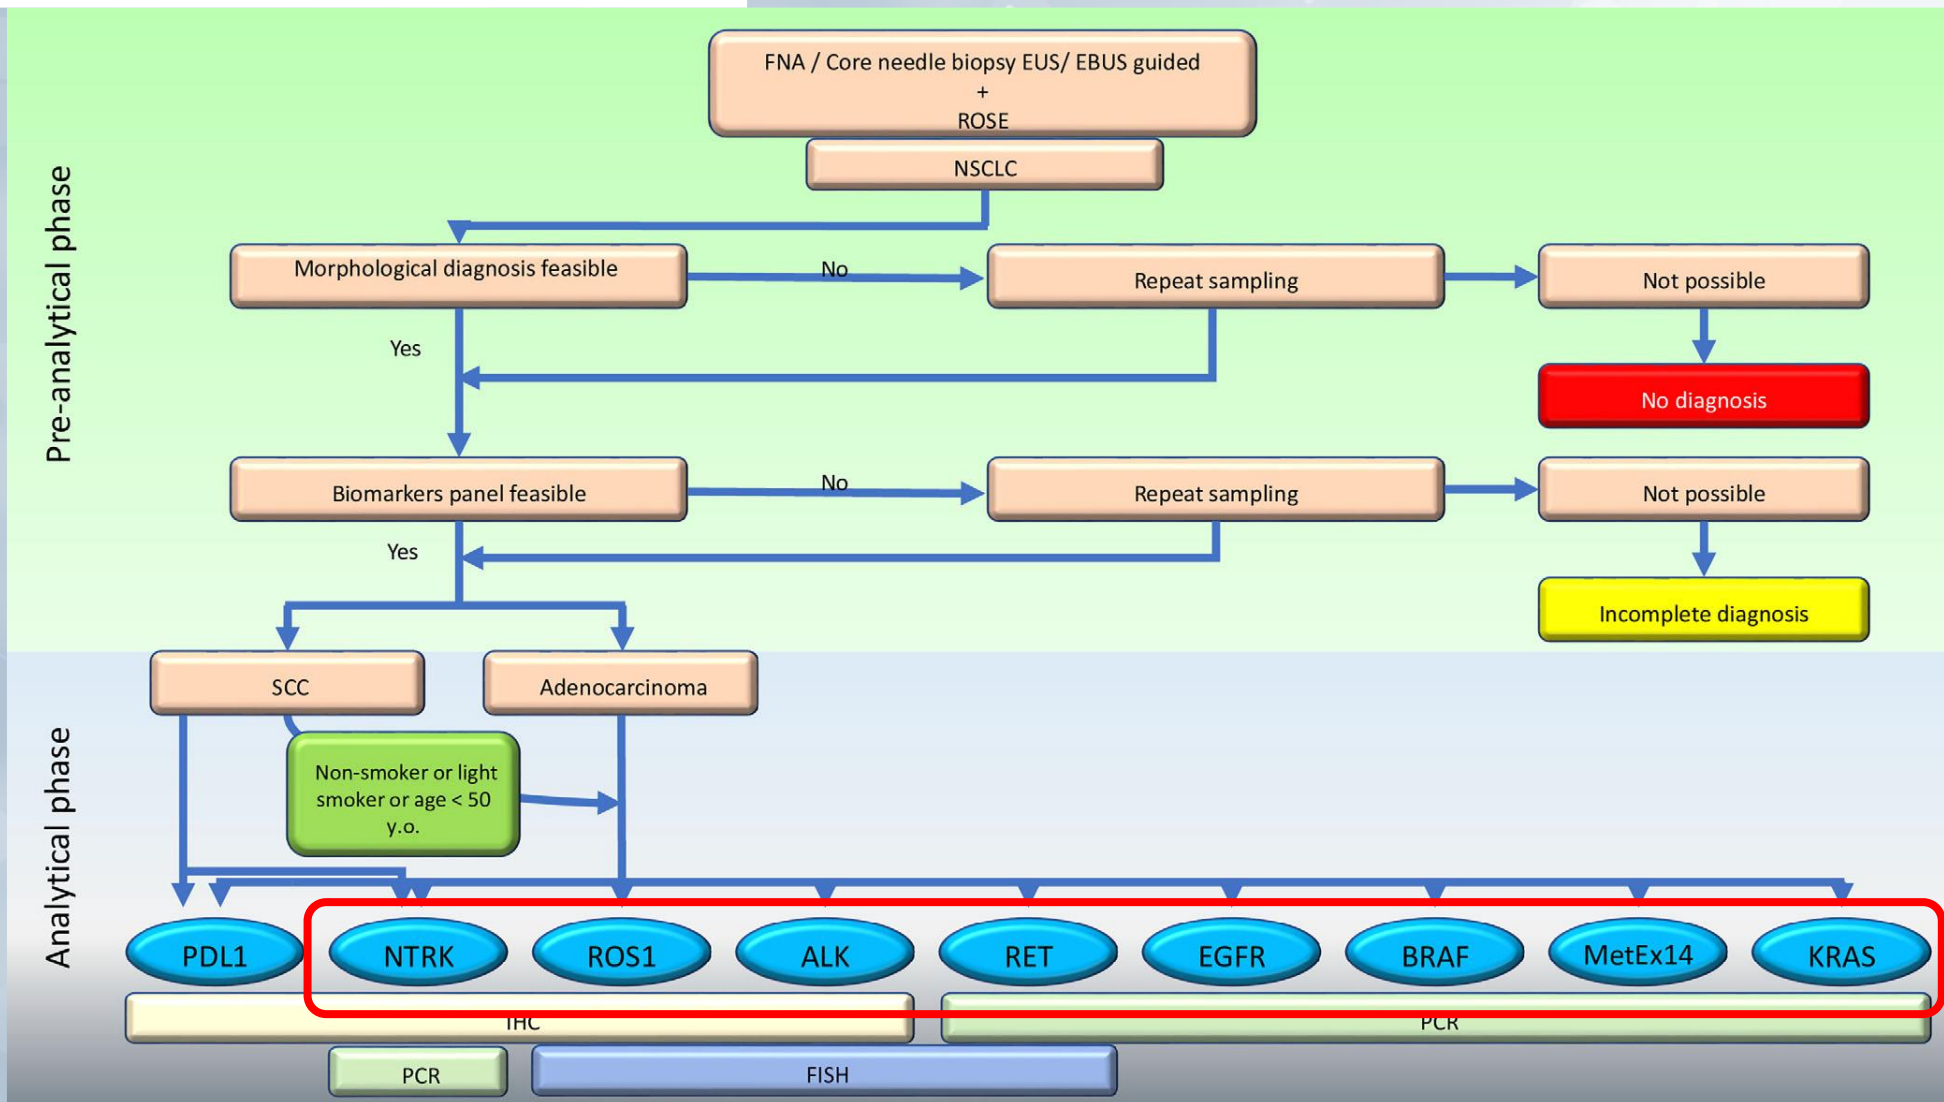 FNA / Core needle biopsy EUS/ EBUS guided
+
ROSE
NSCLC
Pre-analytical phase
Morphological diagnosis feasible
No
Repeat sampling
Not possible
Yes
No diagnosis
Biomarkers panel feasible
No
Repeat sampling
Not possible
Yes
Incomplete diagnosis
Analytical phase
SCC
Adenocarcinoma
Non-smoker or light
smoker or age < 50
y.o.
PDL1
NTRK
ROS1
ALK
RET
EGFR
BRAF
MetEx14
KRAS
IHC
PCR
PCR
FISH